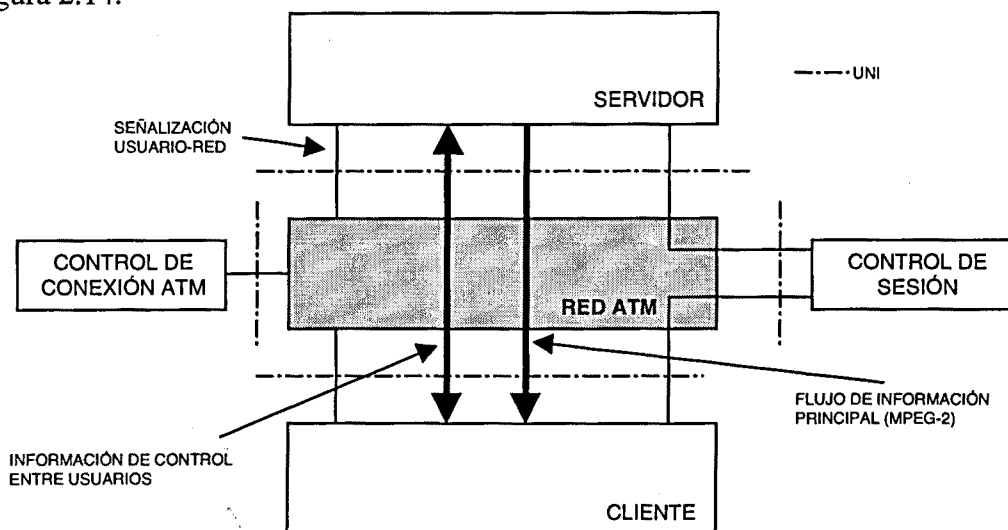 gura 2.14.
SERVIDOR
UNI
SEÑALIZACIÓN
USUARIO-RED
CONTROL DE
CONEXIÓN ATM
RED ATM
CONTROL DE
SESIÓN
FLUJO DE INFORMACIÓN
PRINCIPAL (MPEG-2)
INFORMACIÓN DE CONTROL
ENTRE USUARIOS
CLIENTE